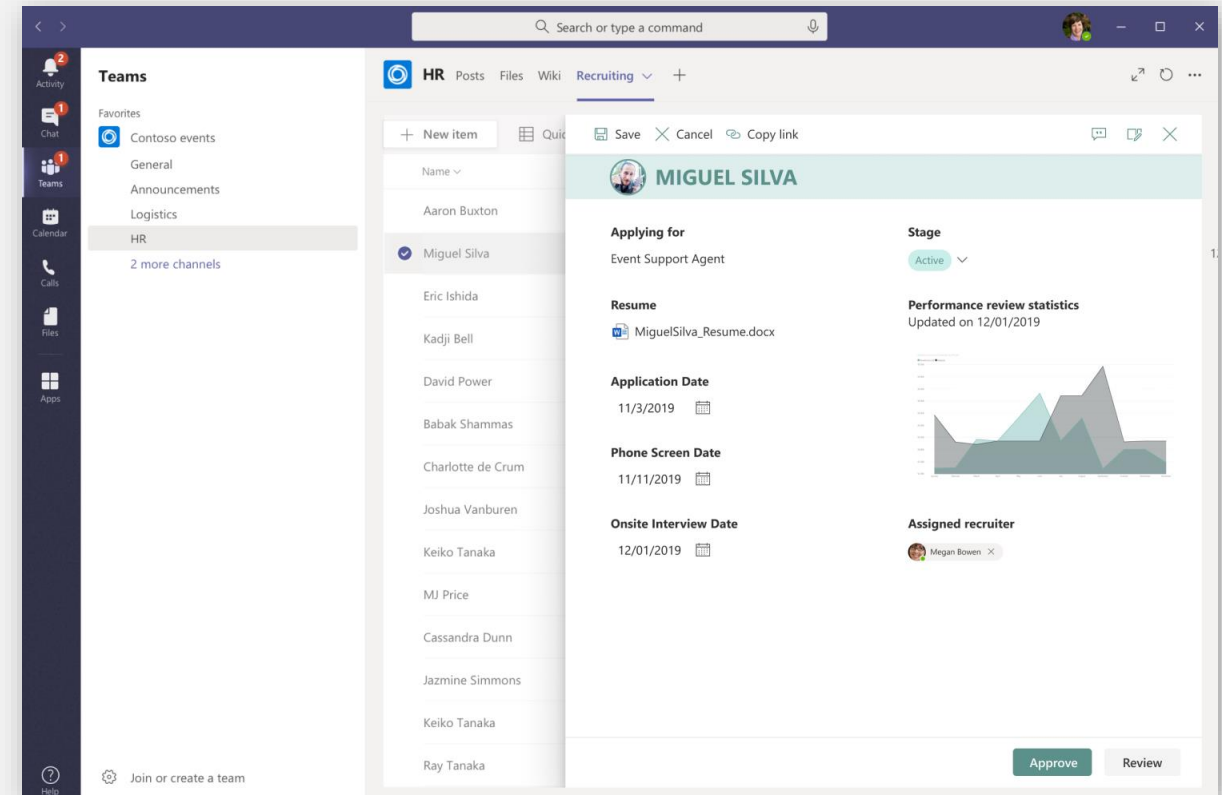 Search or type a command
2
Activity
1
Chat
1
Teams
Calendar
Calls
Files
Apps
Help
Teams
Favorites
Contoso events
General
Announcements
Logistics
HR
2 more channels
Join or create a team
HR Posts Files Wiki Recruiting
New item
Name
Aaron Buxton
Miguel Silva
Eric Ishida
Kadji Bell
David Power
Babak Shammas
Charlotte de Crum
Joshua Vanburen
Keiko Tanaka
MJ Price
Cassandra Dunn
Jazmine Simmons
Keiko Tanaka
Ray Tanaka
Save Cancel Copy link
MIGUEL SILVA
Applying for
Event Support Agent
Resume
MiguelSilva_Resume.docx
Application Date
11/3/2019
Phone Screen Date
11/11/2019
Onsite Interview Date
12/01/2019
Stage
Active
Performance review statistics
Updated on 12/01/2019
Assigned recruiter
Megan Bowen
Approve Review